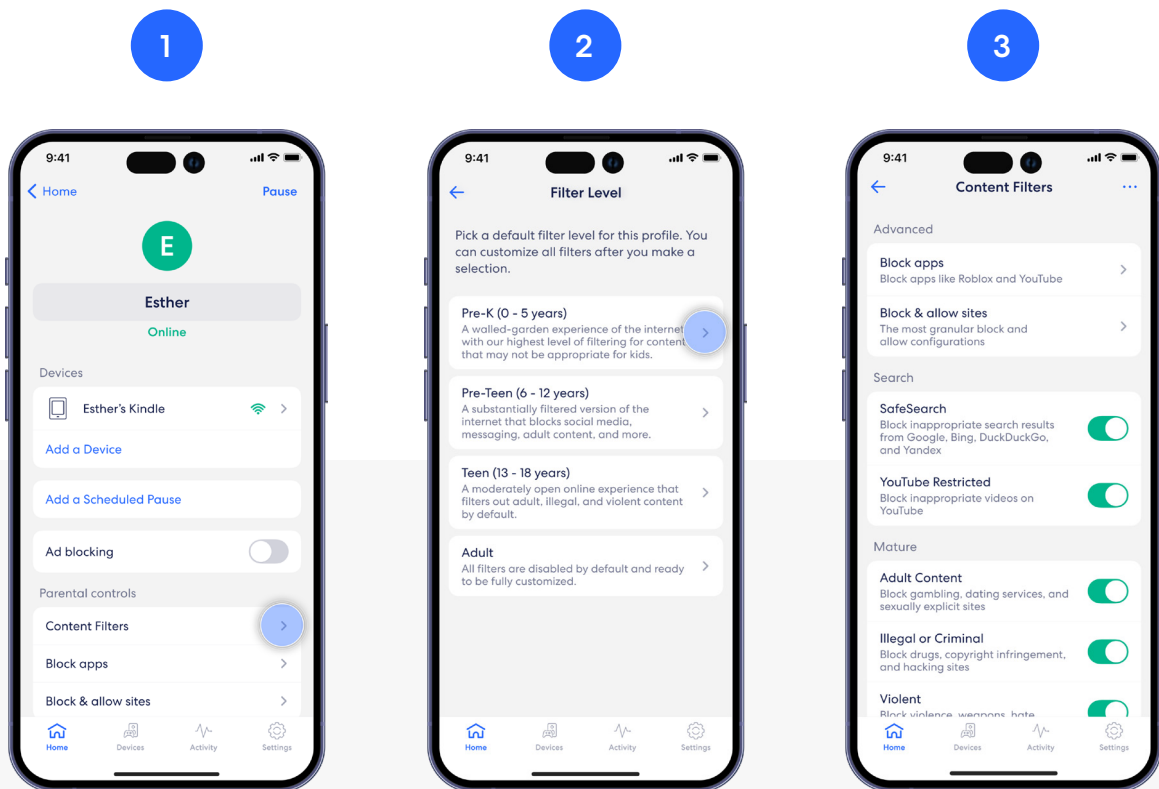 1
2
3
9:41
Home
Pause
E
Esther
Online
Devices
Esther's Kindle
Add a Device
Add a Scheduled Pause
Ad blocking
Parental controls
Content Filters
Block apps
Block & allow sites
Home
Devices
Activity
Settings
9:41
Filter Level
Pick a default filter level for this profile. You
can customize all filters after you make a
selection.
Pre-K (0 - 5 years)
A walled-garden experience of the internet
with our highest level of filtering for content
that may not be appropriate for kids.
Pre-Teen (6 - 12 years)
A substantially filtered version of the
internet that blocks social media,
messaging, adult content, and more.
Teen (13 - 18 years)
A moderately open online experience that
filters out adult, illegal, and violent content
by default.
Adult
All filters are disabled by default and ready
to be fully customized.
Home
Devices
Activity
Settings
9:41
Content Filters
Advanced
Block apps
Block apps like Roblox and YouTube
Block & allow sites
The most granular block and
allow configurations
Search
SafeSearch
Block inappropriate search results
from Google, Bing, DuckDuckGo,
and Yandex
YouTube Restricted
Block inappropriate videos on
YouTube
Mature
Adult Content
Block gambling, dating services, and
sexually explicit sites
Illegal or Criminal
Block drugs, copyright infringement,
and hacking sites
Violent
Block violence, weapons, hate
Home
Devices
Activity
Settings